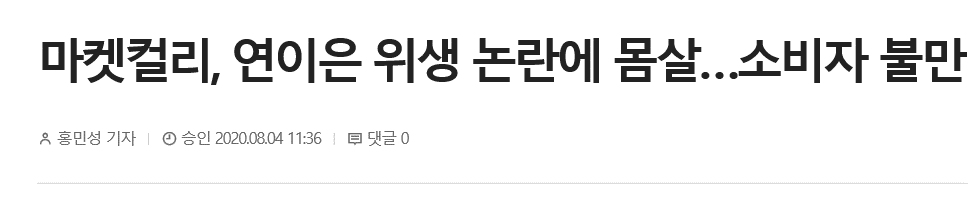 마켓컬리, 연이은 위생 논란에 몸살…소비자 불만
홍민성 기자 승인 2020.08.04 11:36 댓글 0